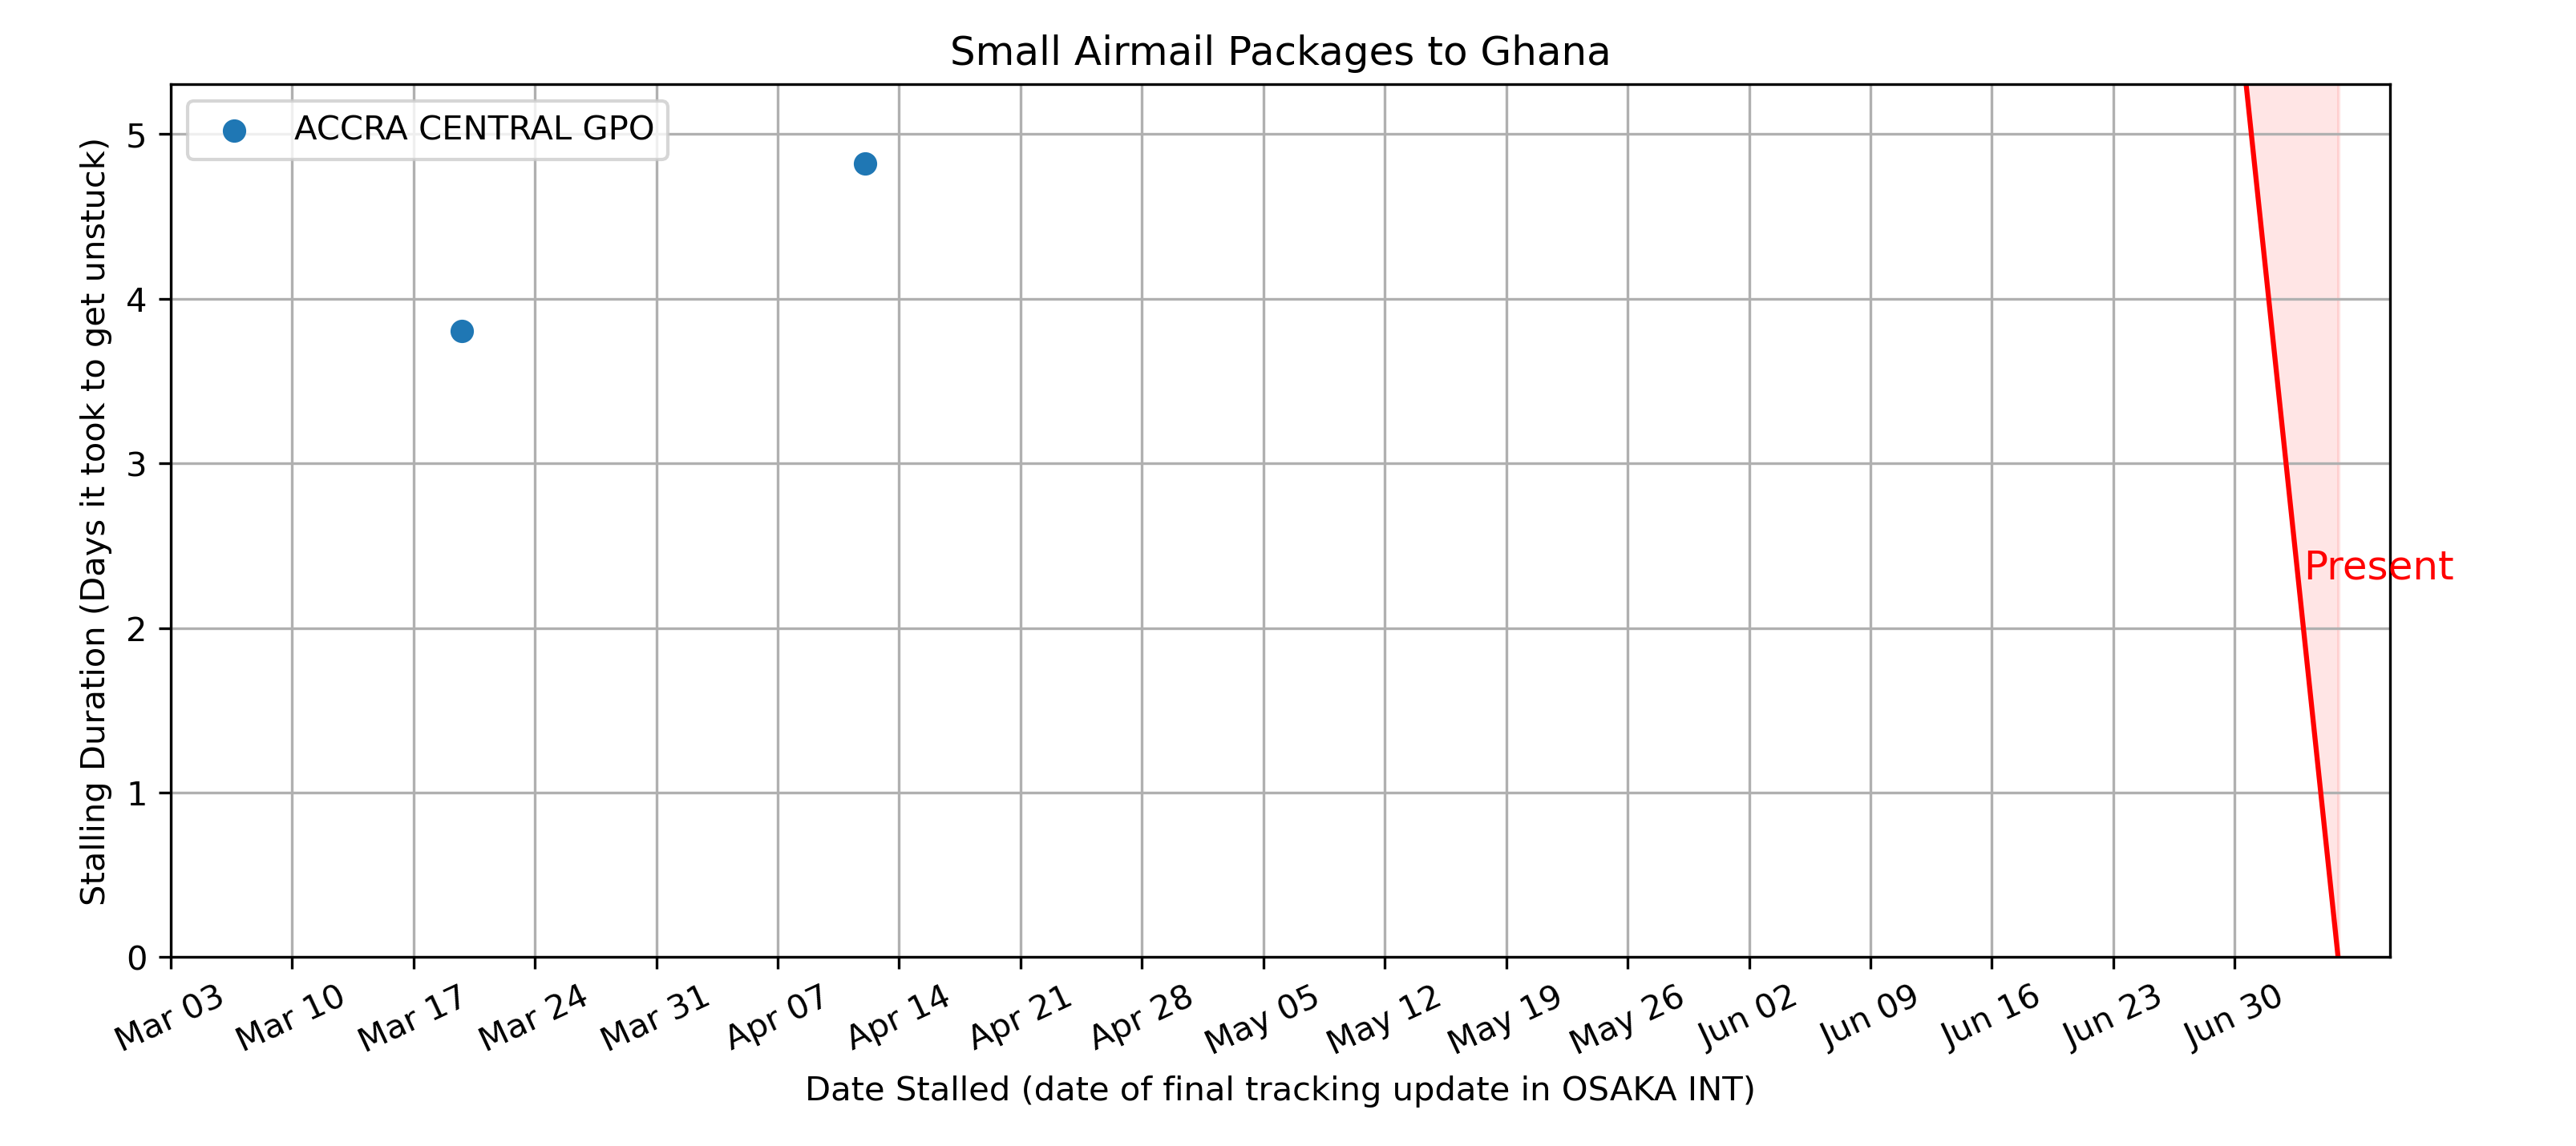 Small Airmail Packages to Ghana
ACCRA CENTRAL GPO
Stalling Duration (Days it took to get unstuck)
5
4
3
2
1
0
Present
Mar 03
Mar 10
Mar 17
Mar 24
Mar 31
Apr 07
Apr 14
Apr 21
Apr 28
May 05
May 12
May 19
May 26
Jun 02
Jun 09
Jun 16
Jun 23
Jun 30
Date Stalled (date of final tracking update in OSAKA INT)